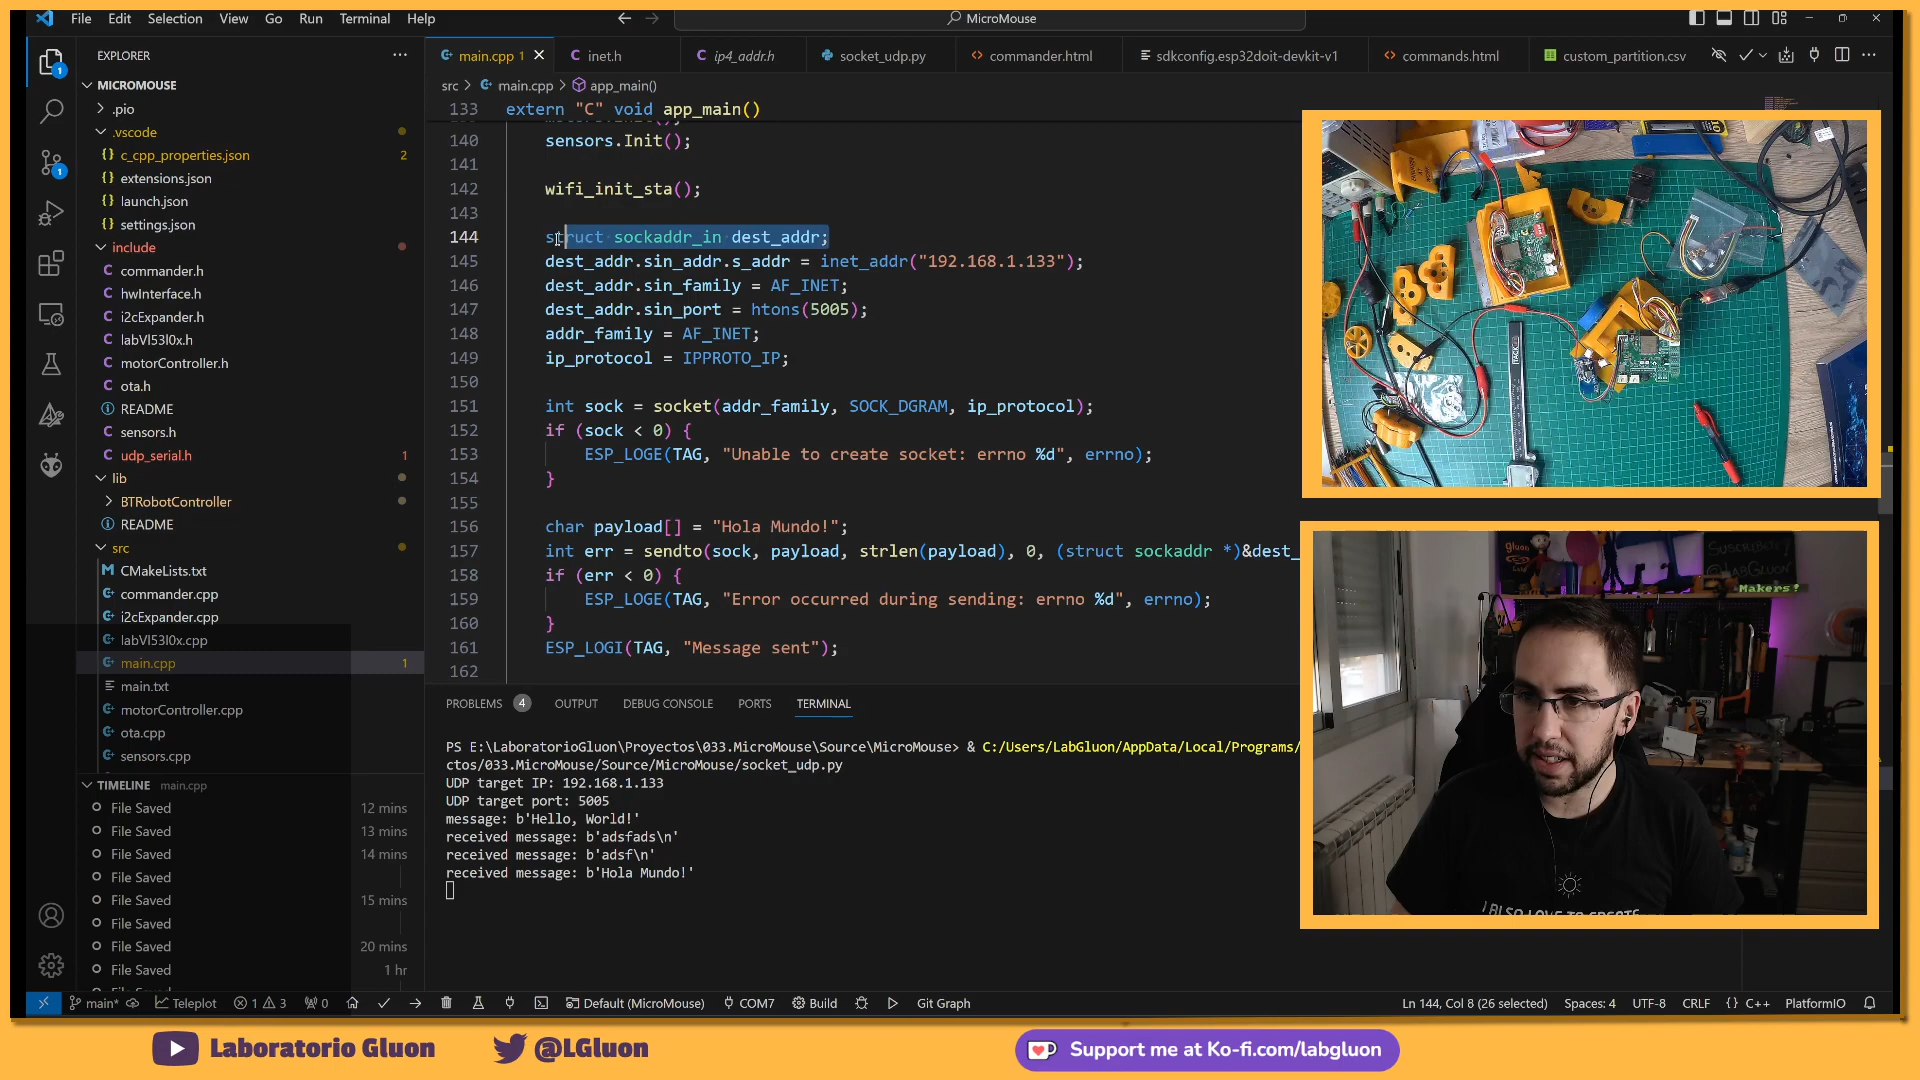 File Edit Selection View Go Run Terminal Help
MicroMouse
EXPLORER
main.cpp 1
inet.h
ip4_addr.h
socket_udp.py
commander.html
sdkconfig.esp32doit-devkit-v1
commands.html
custom_partition.csv
MICROMOUSE
.pio
.vscode
c_cpp_properties.json 2
extensions.json
launch.json
settings.json
include
commander.h
hwInterface.h
i2cExpander.h
labVl53l0x.h
motorController.h
ota.h
README
sensors.h
udp_serial.h 1
lib
BTRobotController
README
src
CMakeLists.txt
commander.cpp
i2cExpander.cpp
labVl53l0x.cpp
main.cpp 1
main.txt
motorController.cpp
ota.cpp
sensors.cpp
TIMELINE main.cpp
File Saved 12 mins
File Saved 13 mins
File Saved 14 mins
File Saved
File Saved 15 mins
File Saved
File Saved 20 mins
File Saved 1 hr
src > main.cpp > app_main()
133 extern "C" void app_main()
140 sensors.Init();
141
142 wifi_init_sta();
143
144 struct sockaddr_in dest_addr;
145 dest_addr.sin_addr.s_addr = inet_addr("192.168.1.133");
146 dest_addr.sin_family = AF_INET;
147 dest_addr.sin_port = htons(5005);
148 addr_family = AF_INET;
149 ip_protocol = IPPROTO_IP;
150
151 int sock = socket(addr_family, SOCK_DGRAM, ip_protocol);
152 if (sock < 0) {
153 ESP_LOGE(TAG, "Unable to create socket: errno %d", errno);
154 }
155
156 char payload[] = "Hola Mundo!";
157 int err = sendto(sock, payload, strlen(payload), 0, (struct sockaddr *)&dest_
158 if (err < 0) {
159 ESP_LOGE(TAG, "Error occurred during sending: errno %d", errno);
160 }
161 ESP_LOGI(TAG, "Message sent");
162
PROBLEMS 4 OUTPUT DEBUG CONSOLE PORTS TERMINAL
PS E:\LaboratorioGluon\Proyectos\033.MicroMouse\Source\MicroMouse> & C:/Users/LabGluon/AppData/Local/Programs/
ctos/033.MicroMouse/Source/MicroMouse/socket_udp.py
UDP target IP: 192.168.1.133
UDP target port: 5005
message: b'Hello, World!'
received message: b'adsfads\n'
received message: b'adsf\n'
received message: b'Hola Mundo!'
gluon
SUSCRIBETE!
@LABGLUON
Makers!
I ALSO LOVE TO CREATE
main* Teleplot 1 3 0 Default (MicroMouse) COM7 Build Git Graph
Ln 144, Col 8 (26 selected) Spaces: 4 UTF-8 CRLF {} C++ PlatformIO
Laboratorio Gluon
@LGluon
Support me at Ko-fi.com/labgluon